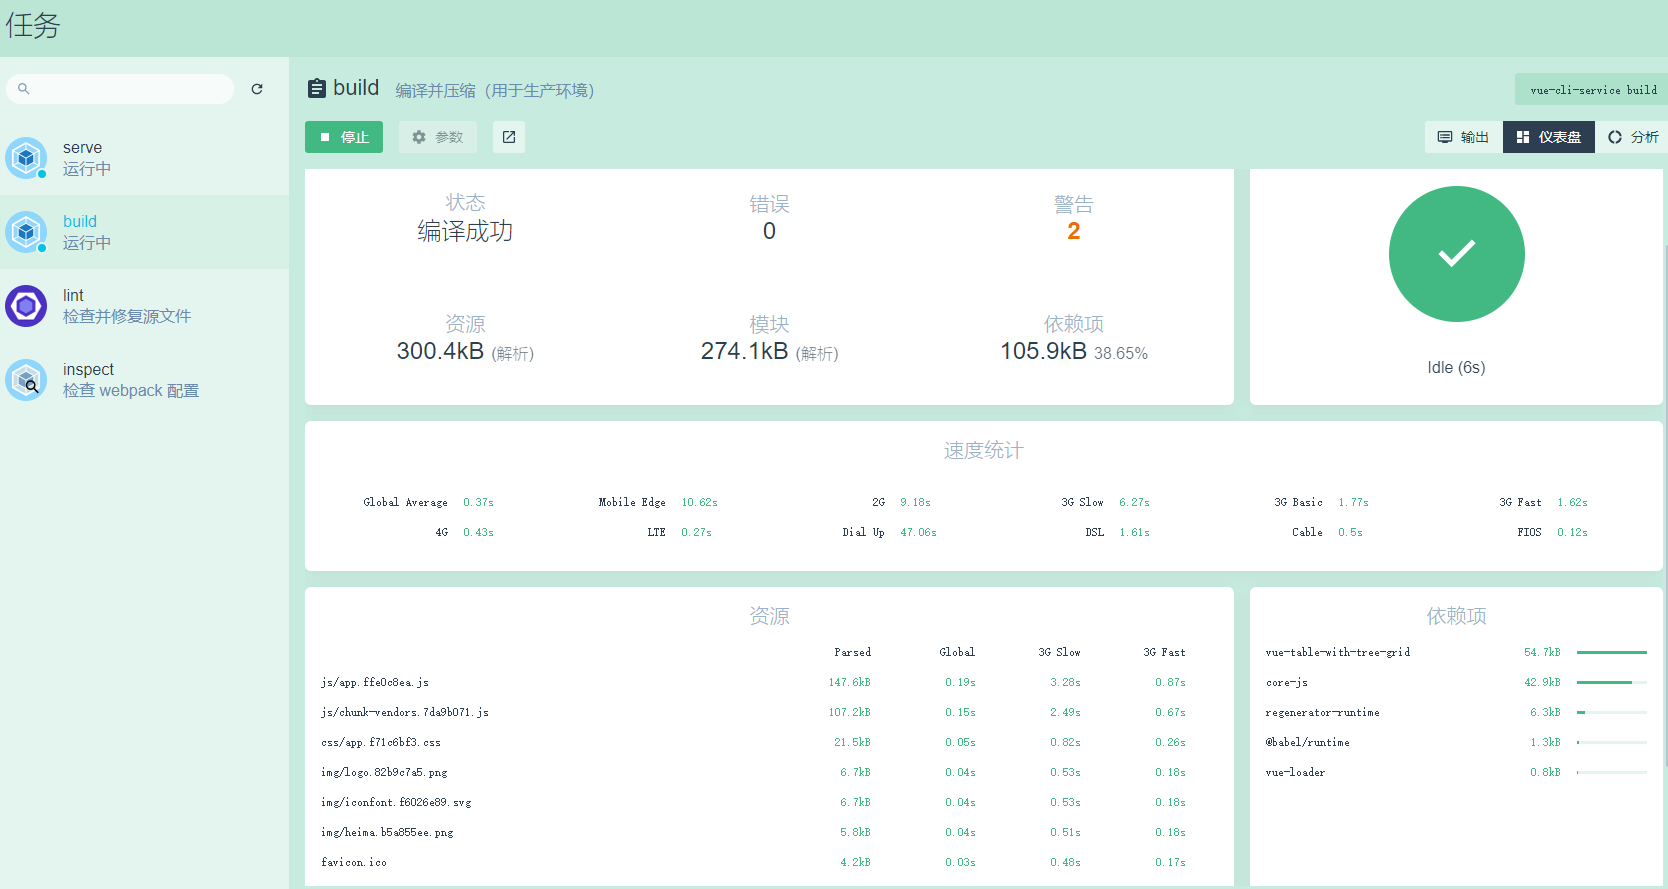 任务
serve
运行中
build
运行中
lint
检查并修复源文件
inspect
检查 webpack 配置
build 编译并压缩（用于生产环境）
vue-cli-service build
停止 参数 输出 仪表盘 分析
状态 错误 警告
编译成功 0 2
资源 模块 依赖项
300.4kB (解析) 274.1kB (解析) 105.9kB 38.65%
Idle (6s)
速度统计
Global Average 0.37s Mobile Edge 10.62s 2G 9.18s 3G Slow 6.27s 3G Basic 1.77s 3G Fast 1.62s
4G 0.43s LTE 0.27s Dial Up 47.06s DSL 1.61s Cable 0.5s FIOS 0.12s
资源
Parsed Global 3G Slow 3G Fast
js/app.ffe0c8ea.js 147.6kB 0.19s 3.28s 0.87s
js/chunk-vendors.7da9b071.js 107.2kB 0.15s 2.49s 0.67s
css/app.f71c6bf3.css 21.5kB 0.05s 0.82s 0.26s
img/logo.82b9c7a5.png 6.7kB 0.04s 0.53s 0.18s
img/iconfont.f6026e89.svg 6.7kB 0.04s 0.53s 0.18s
img/heima.b5a855ee.png 5.8kB 0.04s 0.51s 0.18s
favicon.ico 4.2kB 0.03s 0.48s 0.17s
依赖项
vue-table-with-tree-grid 54.7kB
core-js 42.9kB
regenerator-runtime 6.3kB
@babel/runtime 1.3kB
vue-loader 0.8kB